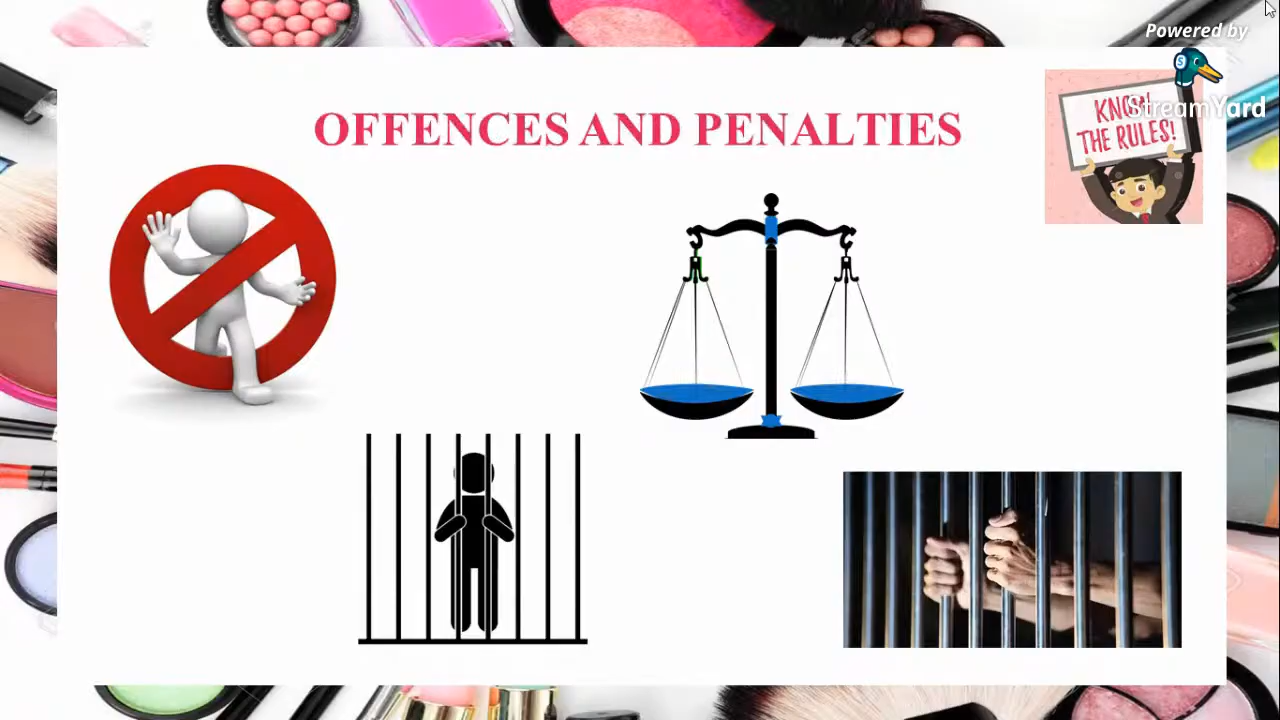 Powered by
StreamYard
OFFENCES AND PENALTIES
KNOW
THE RULES!